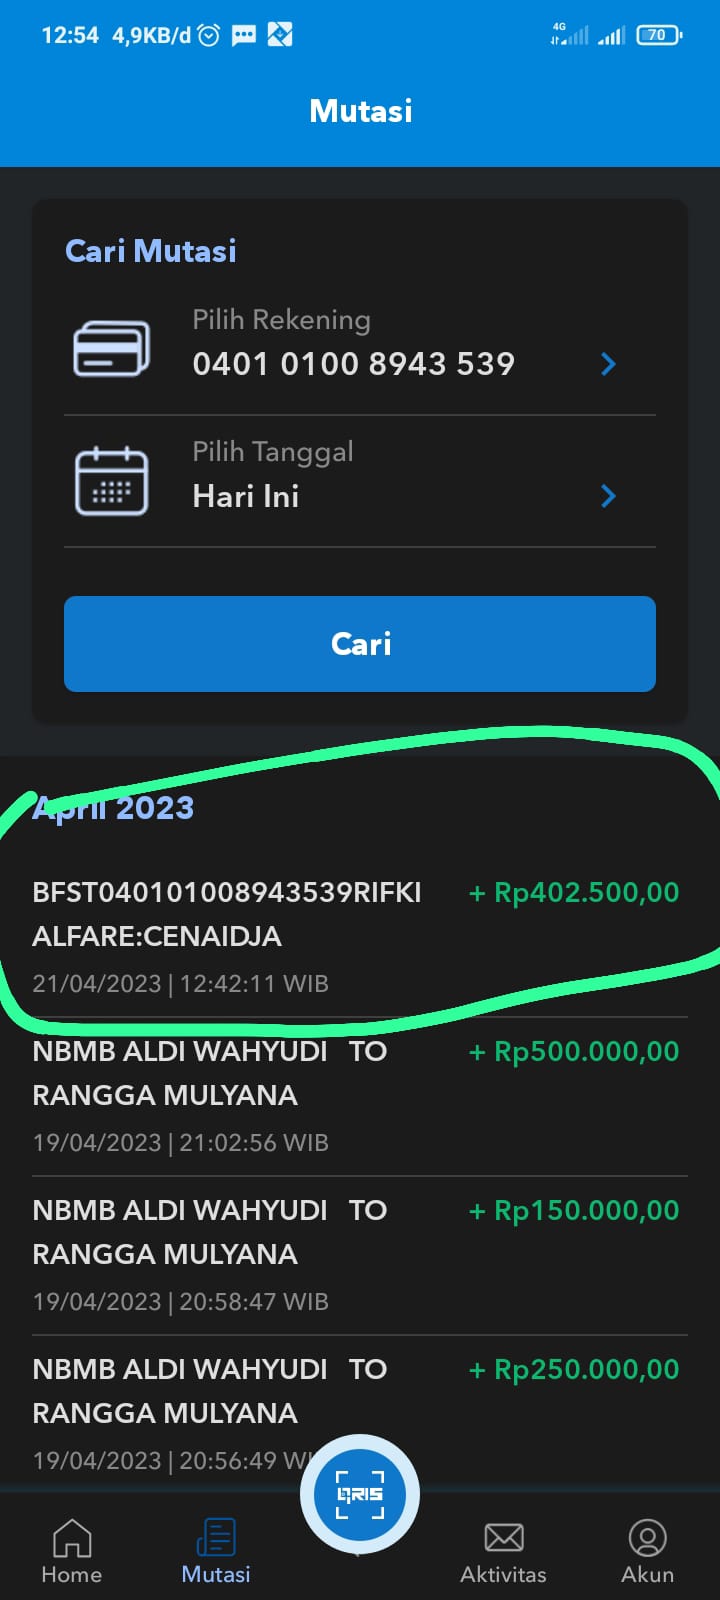 12:54 4,9KB/d
4G
70
Mutasi
Cari Mutasi
Pilih Rekening
0401 0100 8943 539
Pilih Tanggal
Hari Ini
Cari
April 2023
BFST040101008943539RIFKI + Rp402.500,00
ALFARE:CENAIDJA
21/04/2023 | 12:42:11 WIB
NBMB ALDI WAHYUDI TO + Rp500.000,00
RANGGA MULYANA
19/04/2023 | 21:02:56 WIB
NBMB ALDI WAHYUDI TO + Rp150.000,00
RANGGA MULYANA
19/04/2023 | 20:58:47 WIB
NBMB ALDI WAHYUDI TO + Rp250.000,00
RANGGA MULYANA
19/04/2023 | 20:56:49
QRIS
Home Mutasi Aktivitas Akun